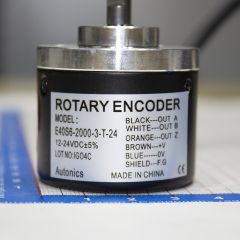 ROTARY ENCODER
MODEL:
E40S6-2000-3-T-24
12-24VDC±5%
LOT NO:IG04C
Autonics
BLACK---OUT A
WHITE---OUT B
ORANGE---OUT Z
BROWN---+V
BLUE-----0V
SHIELD---F.G
MADE IN CHINA